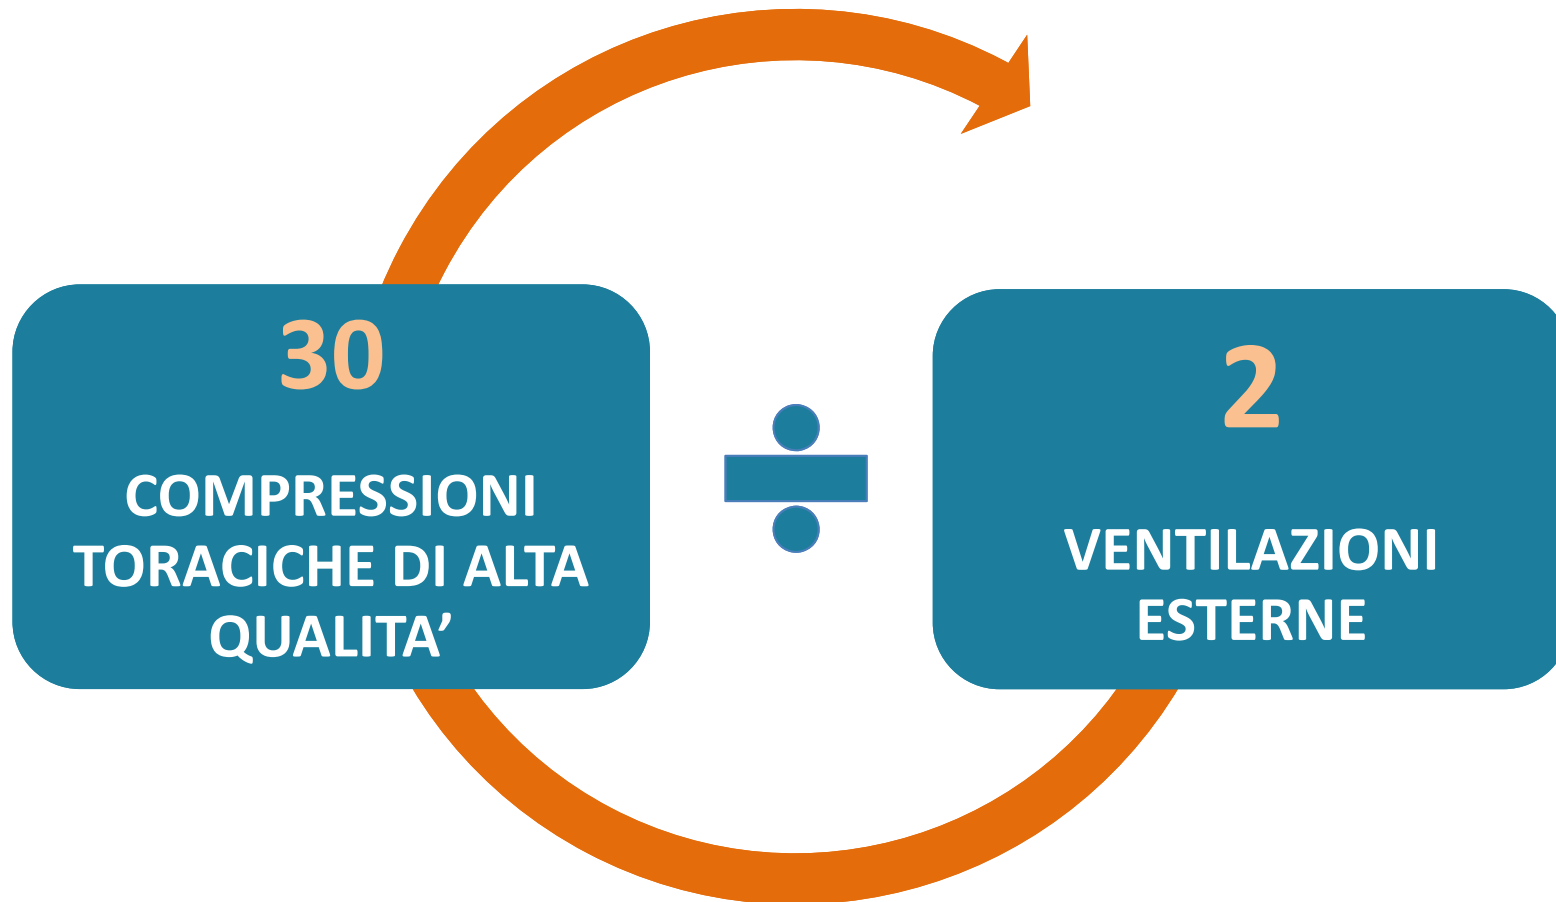 30
COMPRESSIONI
TORACICHE DI ALTA
QUALITA’
÷
2
VENTILAZIONI
ESTERNE